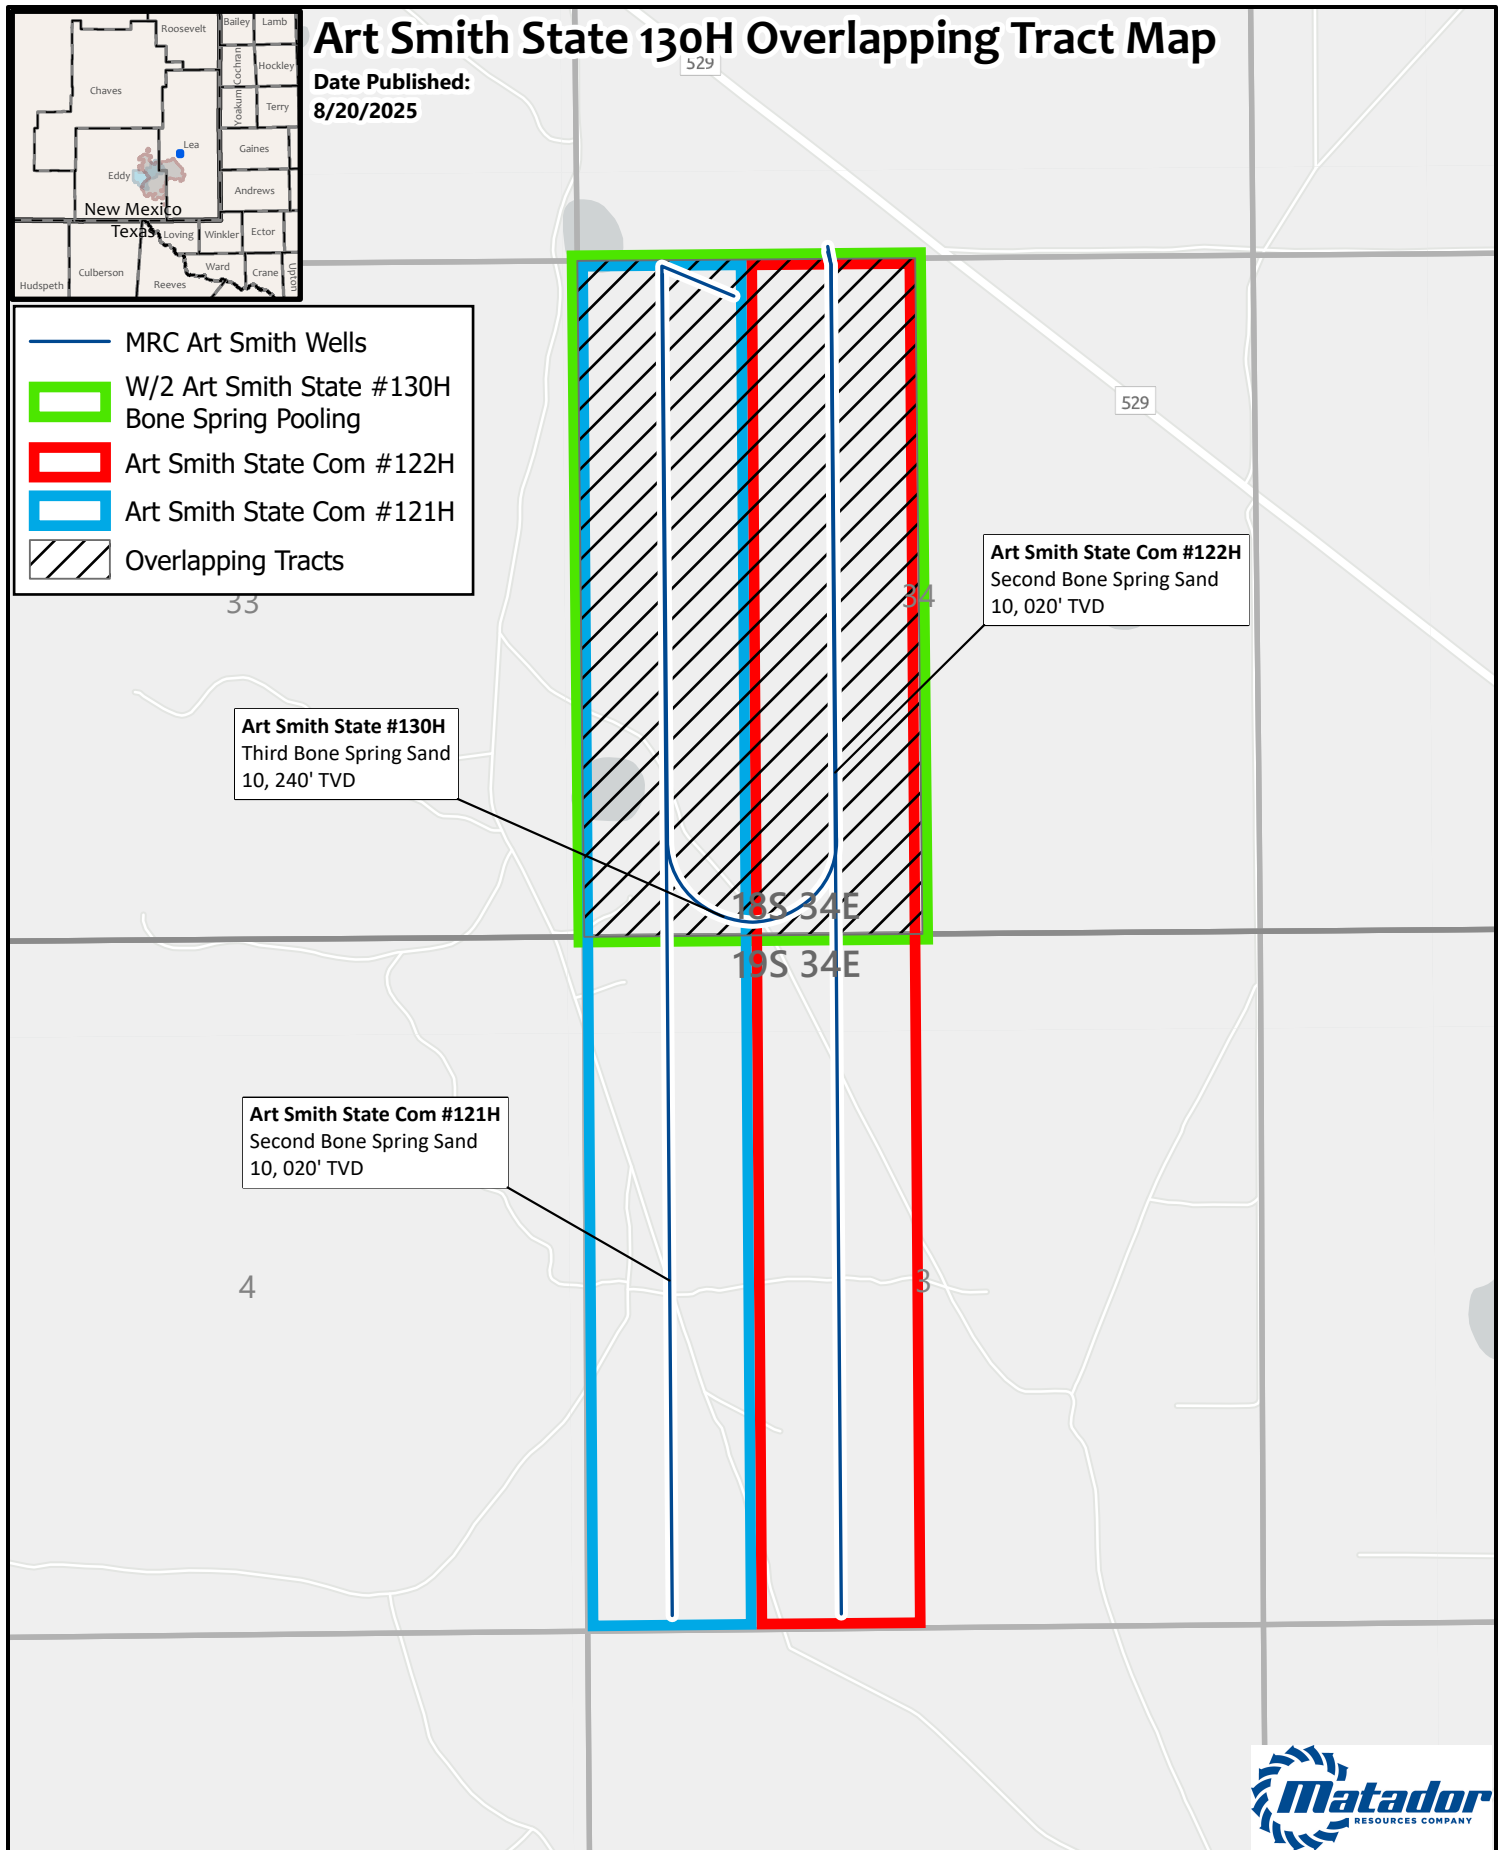 Art Smith State 130H Overlapping Tract Map
Date Published:
8/20/2025
Roosevelt
Bailey
Lamb
Cochran
Hockley
Chaves
Yoakum
Terry
Lea
Gaines
Eddy
Andrews
New Mexico
Texas
Loving
Winkler
Ector
Culberson
Ward
Crane
Upton
Hudspeth
Reeves
MRC Art Smith Wells
W/2 Art Smith State #130H
Bone Spring Pooling
Art Smith State Com #122H
Art Smith State Com #121H
Overlapping Tracts
529
529
33
34
Art Smith State Com #122H
Second Bone Spring Sand
10, 020' TVD
Art Smith State #130H
Third Bone Spring Sand
10, 240' TVD
18S 34E
19S 34E
Art Smith State Com #121H
Second Bone Spring Sand
10, 020' TVD
4
3
Matador
RESOURCES COMPANY